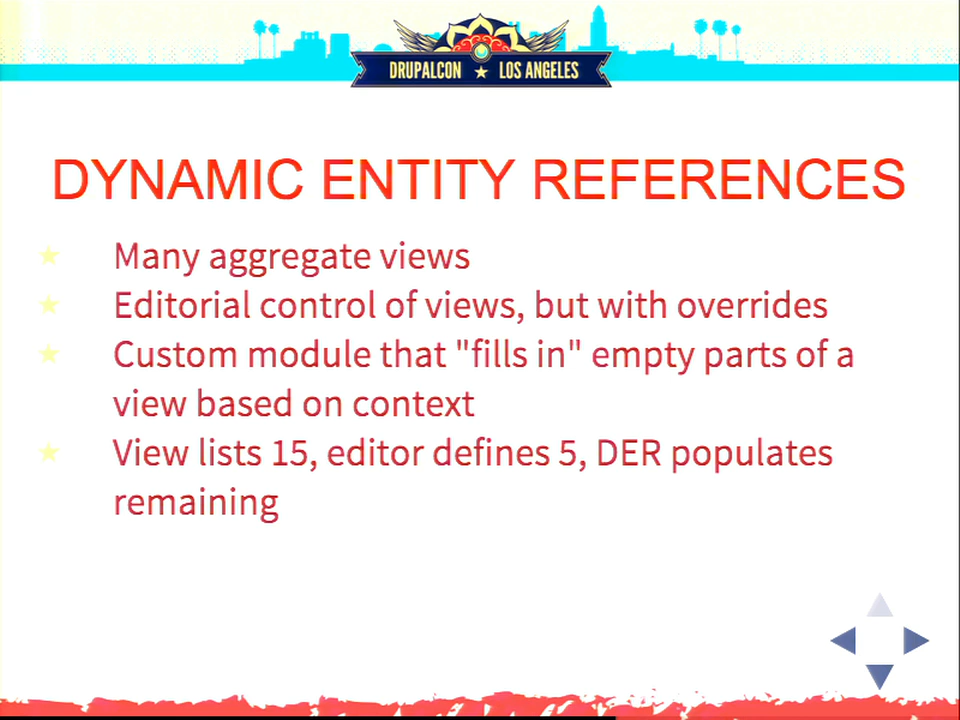 DRUPALCON ★ LOS ANGELES
DYNAMIC ENTITY REFERENCES
Many aggregate views
Editorial control of views, but with overrides
Custom module that "fills in" empty parts of a
view based on context
View lists 15, editor defines 5, DER populates
remaining